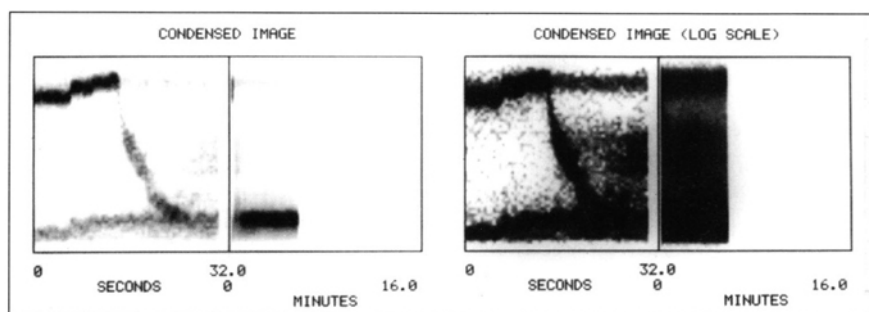 CONDENSED IMAGE
0 32.0
SECONDS 0 16.0
MINUTES
CONDENSED IMAGE (LOG SCALE)
0 32.0
SECONDS 0 16.0
MINUTES